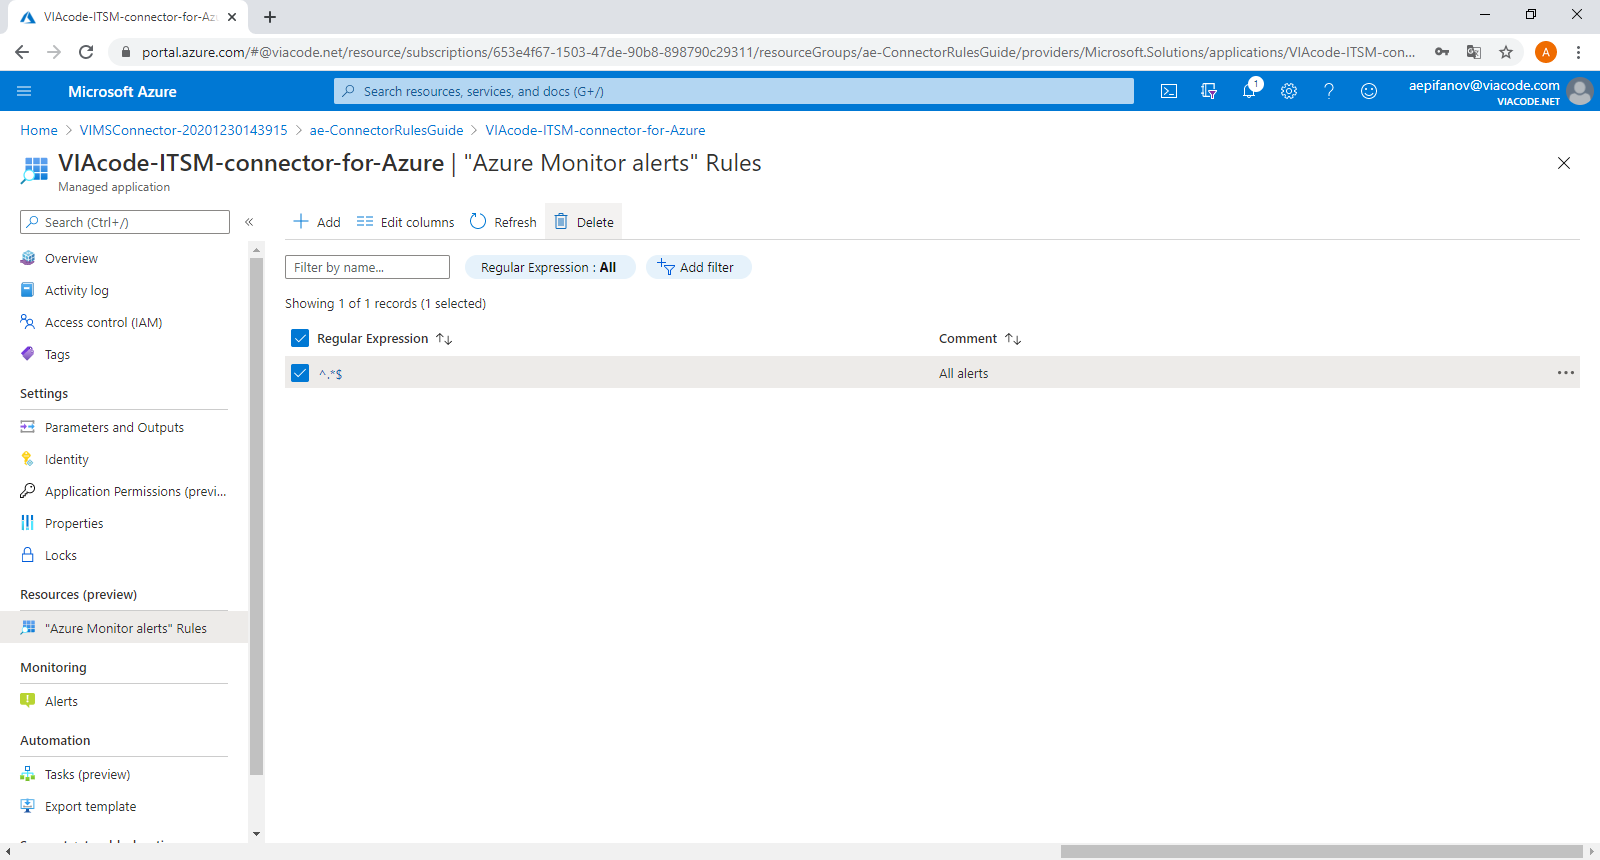 VIAcode-ITSM-connector-for-Az
portal.azure.com/#@viacode.net/resource/subscriptions/653e4f67-1503-47de-90b8-898790c29311/resourceGroups/ae-ConnectorRulesGuide/providers/Microsoft.Solutions/applications/VIAcode-ITSM-con...
A
Microsoft Azure
Search resources, services, and docs (G+/)
1
aepifanov@viacode.com
VIACODE.NET
Home > VIMSConnector-20201230143915 > ae-ConnectorRulesGuide > VIAcode-ITSM-connector-for-Azure
VIAcode-ITSM-connector-for-Azure | "Azure Monitor alerts" Rules
Managed application
Search (Ctrl+/)
«
Overview
Activity log
Access control (IAM)
Tags
Settings
Parameters and Outputs
Identity
Application Permissions (previ...
Properties
Locks
Resources (preview)
"Azure Monitor alerts" Rules
Monitoring
Alerts
Automation
Tasks (preview)
Export template
Add
Edit columns
Refresh
Delete
Filter by name...
Regular Expression : All
Add filter
Showing 1 of 1 records (1 selected)
Regular Expression ↑↓ Comment ↑↓
^.*$ All alerts ...